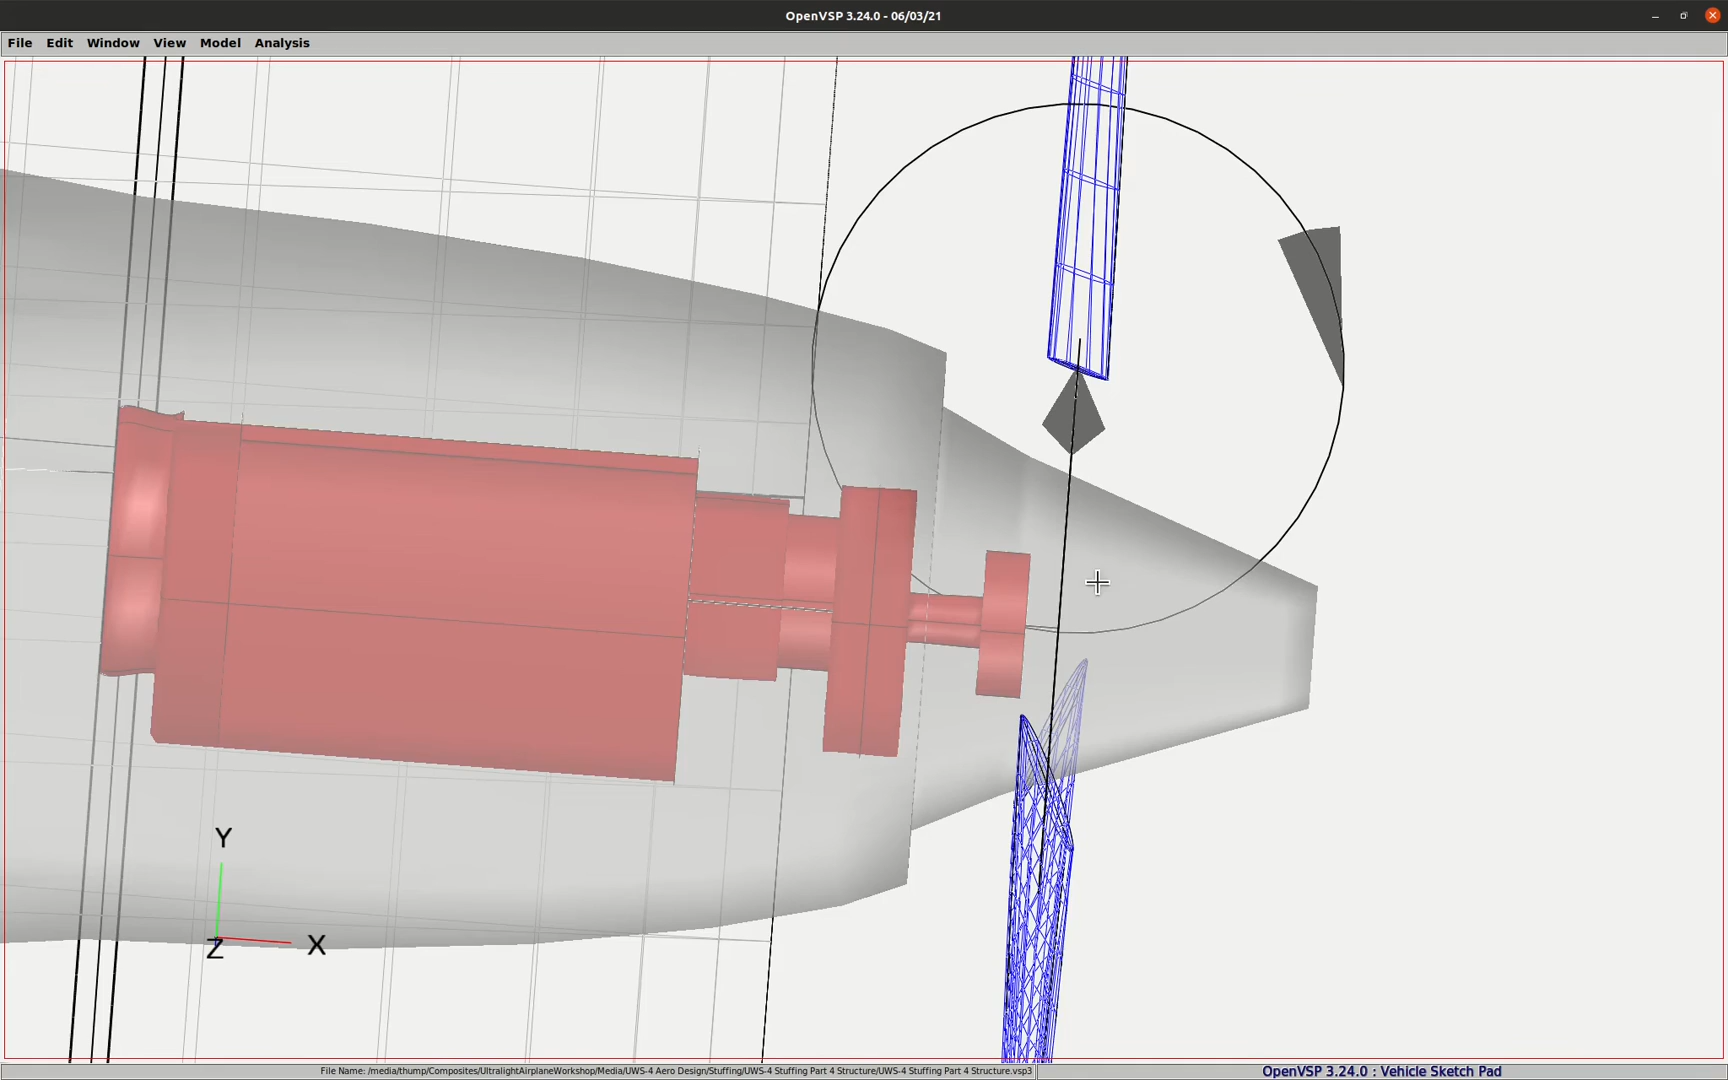 OpenVSP 3.24.0 - 06/03/21
File Edit Window View Model Analysis
Y
Z X
File Name: /media/thump/Composites/UltralightAirplaneWorkshop/Media/UWS-4 Aero Design/Stuffing/UWS-4 Stuffing Part 4 Structure/UWS-4 Stuffing Part 4 Structure.vsp3
OpenVSP 3.24.0 : Vehicle Sketch Pad